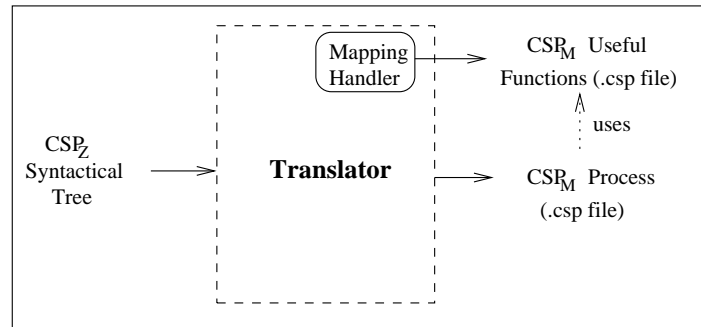 Mapping
Handler
CSP_M Useful
Functions (.csp file)
uses
CSP_Z
Syntactical
Tree
Translator
CSP_M Process
(.csp file)